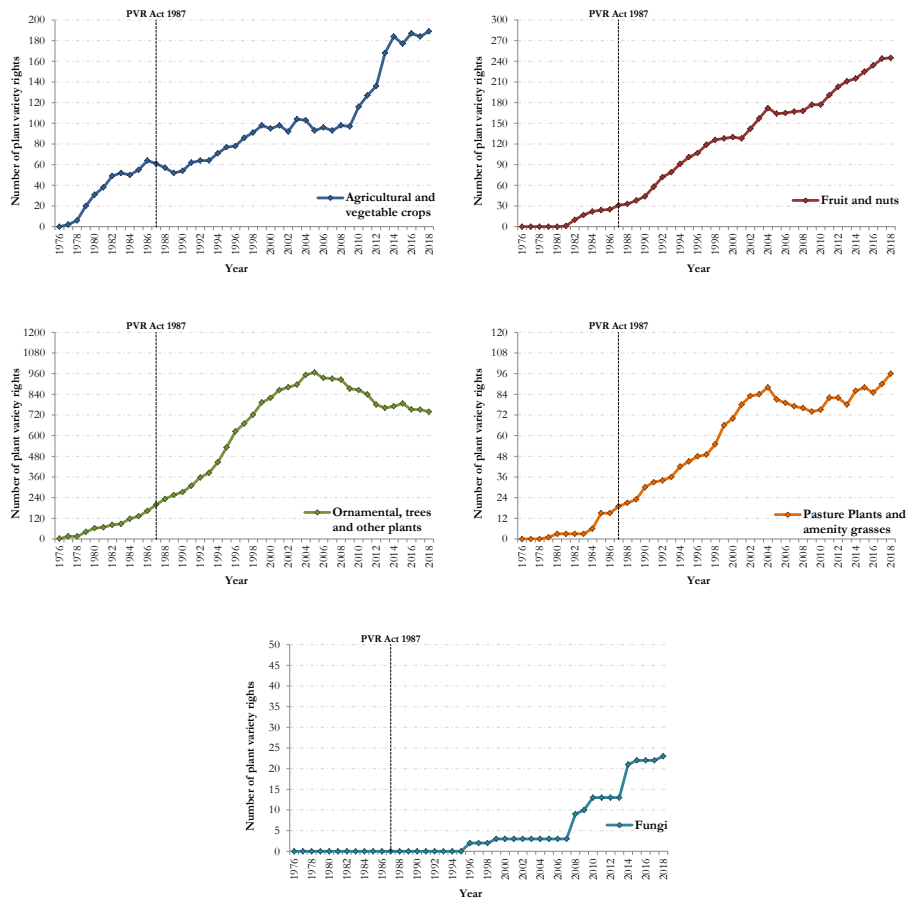 PVR Act 1987
Number of plant variety rights
200
180
160
140
120
100
80
60
40
20
0
1976 1978 1980 1982 1984 1986 1988 1990 1992 1994 1996 1998 2000 2002 2004 2006 2008 2010 2012 2014 2016 2018
Year
Agricultural and
vegetable crops
PVR Act 1987
Number of plant variety rights
300
270
240
210
180
150
120
90
60
30
0
1976 1978 1980 1982 1984 1986 1988 1990 1992 1994 1996 1998 2000 2002 2004 2006 2008 2010 2012 2014 2016 2018
Year
Fruit and nuts
PVR Act 1987
Number of plant variety rights
1200
1080
960
840
720
600
480
360
240
120
0
1976 1978 1980 1982 1984 1986 1988 1990 1992 1994 1996 1998 2000 2002 2004 2006 2008 2010 2012 2014 2016 2018
Year
Ornamental, trees
and other plants
PVR Act 1987
Number of plant variety rights
120
108
96
84
72
60
48
36
24
12
0
1976 1978 1980 1982 1984 1986 1988 1990 1992 1994 1996 1998 2000 2002 2004 2006 2008 2010 2012 2014 2016 2018
Year
Pasture Plants and
amenity grasses
PVR Act 1987
Number of plant variety rights
50
45
40
35
30
25
20
15
10
5
0
1976 1978 1980 1982 1984 1986 1988 1990 1992 1994 1996 1998 2000 2002 2004 2006 2008 2010 2012 2014 2016 2018
Year
Fungi